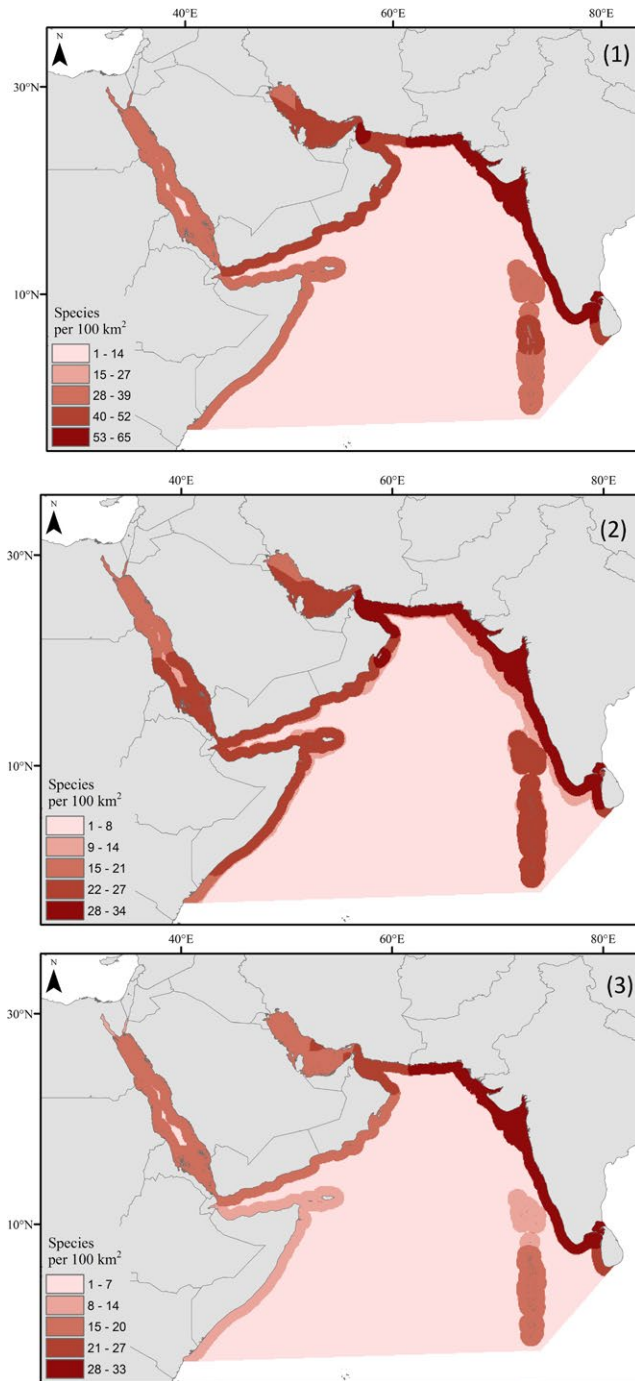 40°E 60°E 80°E
N
(1)
30°N
10°N
Species
per 100 km²
1 - 14
15 - 27
28 - 39
40 - 52
53 - 65
40°E 60°E 80°E
N
(2)
30°N
10°N
Species
per 100 km²
1 - 8
9 - 14
15 - 21
22 - 27
28 - 34
40°E 60°E 80°E
N
(3)
30°N
10°N
Species
per 100 km²
1 - 7
8 - 14
15 - 20
21 - 27
28 - 33